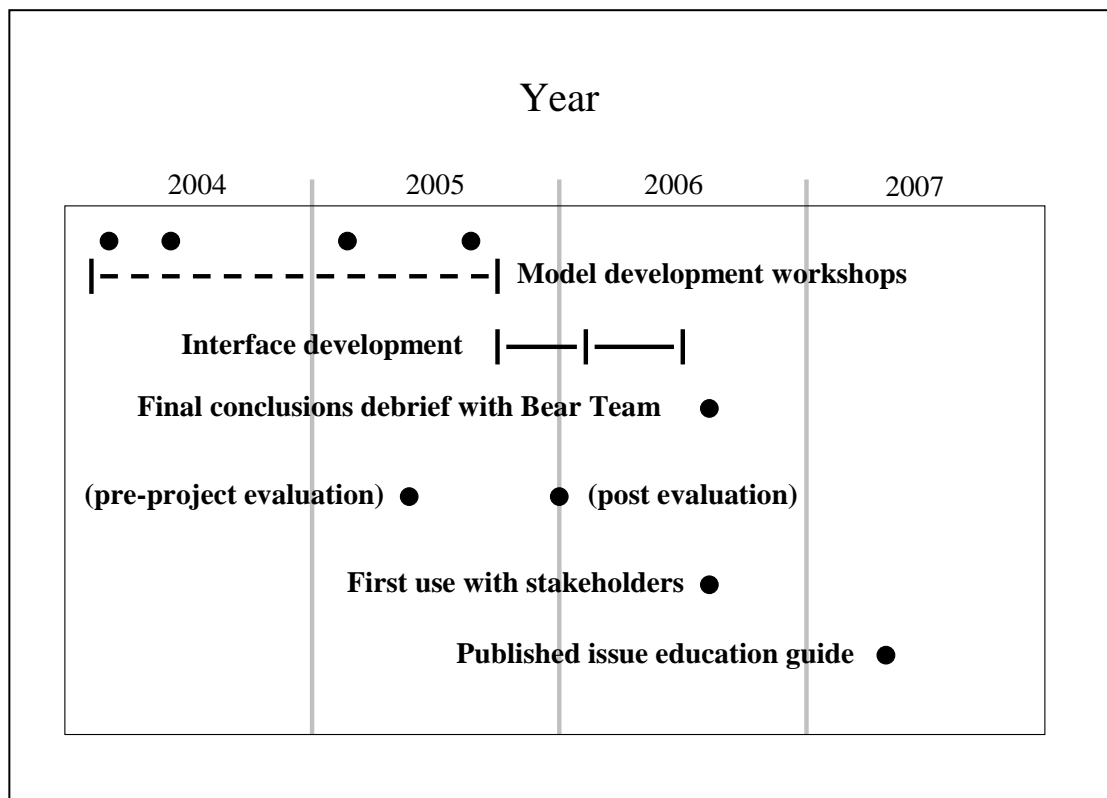 Year
2004 2005 2006 2007
Model development workshops
Interface development
Final conclusions debrief with Bear Team
(pre-project evaluation) (post evaluation)
First use with stakeholders
Published issue education guide